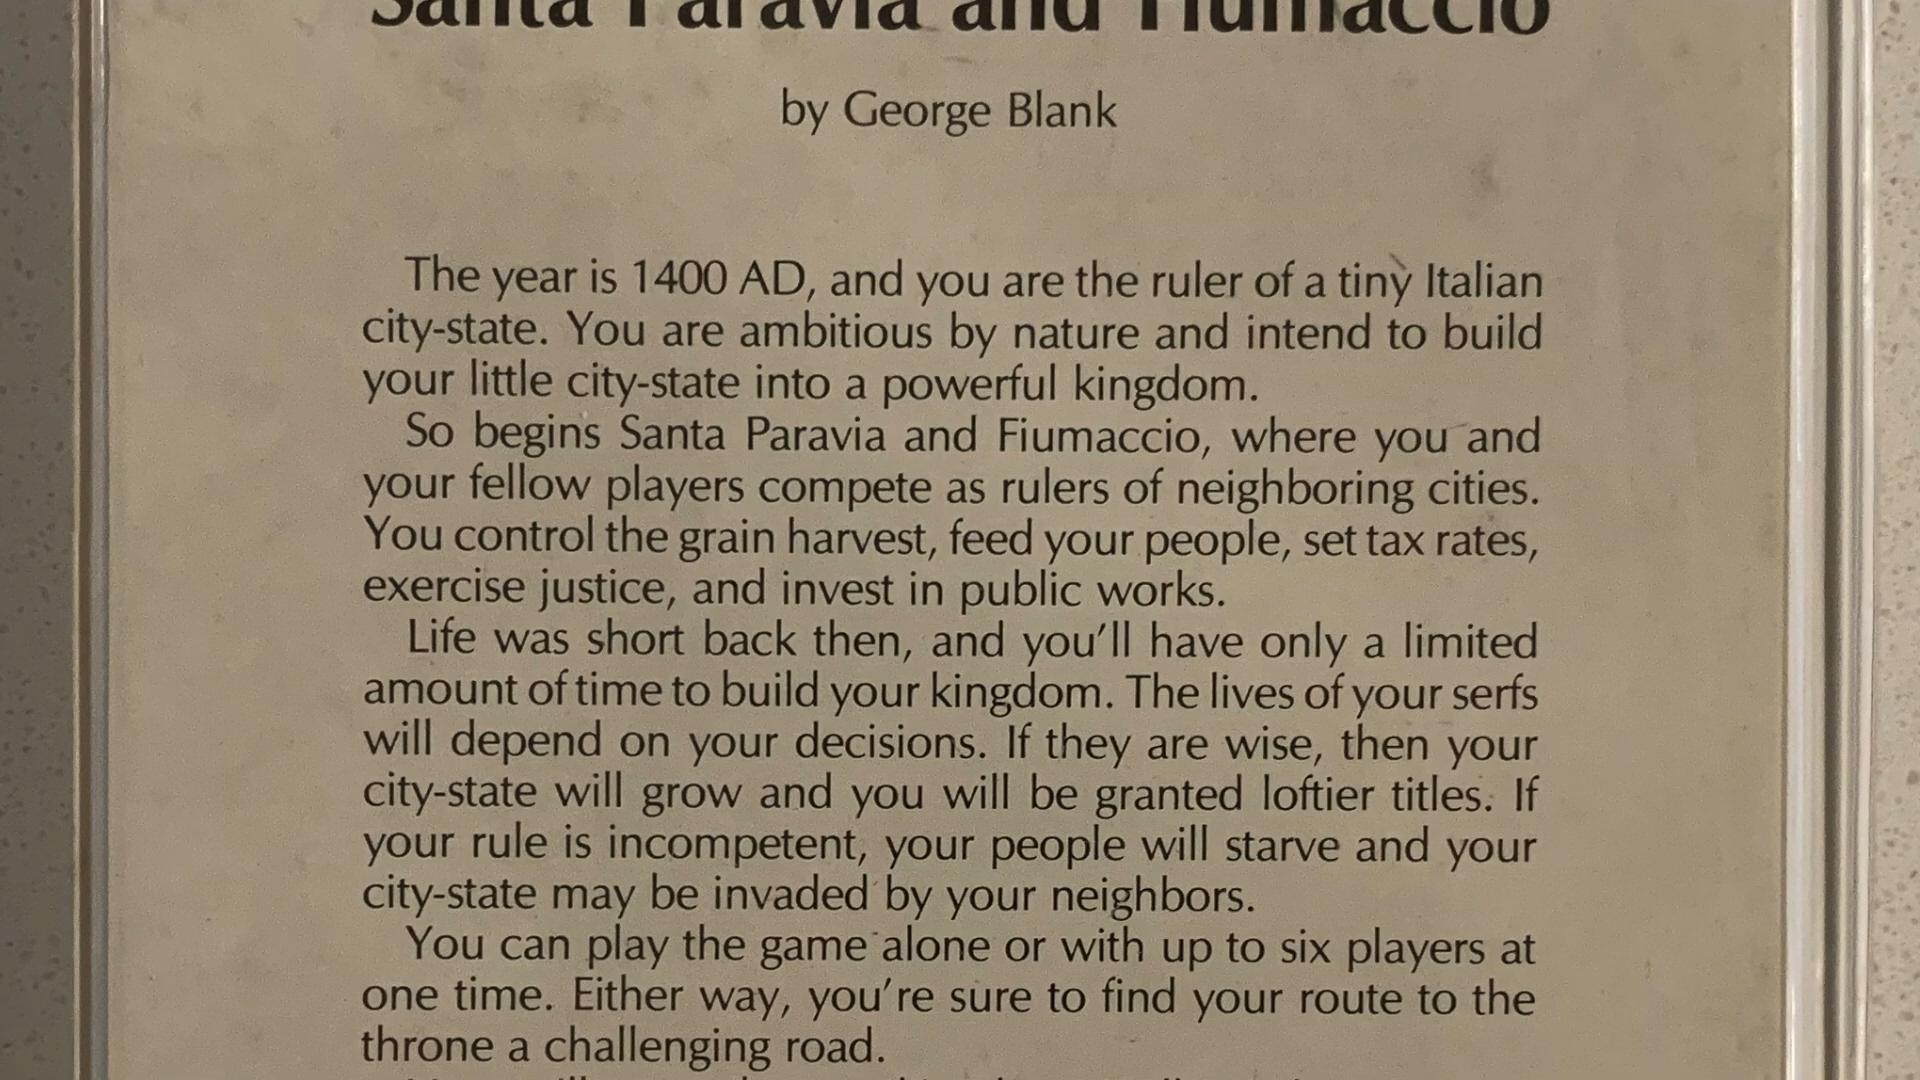 Santa Paravia and Fiumaccio
by George Blank
The year is 1400 AD, and you are the ruler of a tiny Italian
city-state. You are ambitious by nature and intend to build
your little city-state into a powerful kingdom.
So begins Santa Paravia and Fiumaccio, where you and
your fellow players compete as rulers of neighboring cities.
You control the grain harvest, feed your people, set tax rates,
exercise justice, and invest in public works.
Life was short back then, and you'll have only a limited
amount of time to build your kingdom. The lives of your serfs
will depend on your decisions. If they are wise, then your
city-state will grow and you will be granted loftier titles. If
your rule is incompetent, your people will starve and your
city-state may be invaded by your neighbors.
You can play the game alone or with up to six players at
one time. Either way, you're sure to find your route to the
throne a challenging road.